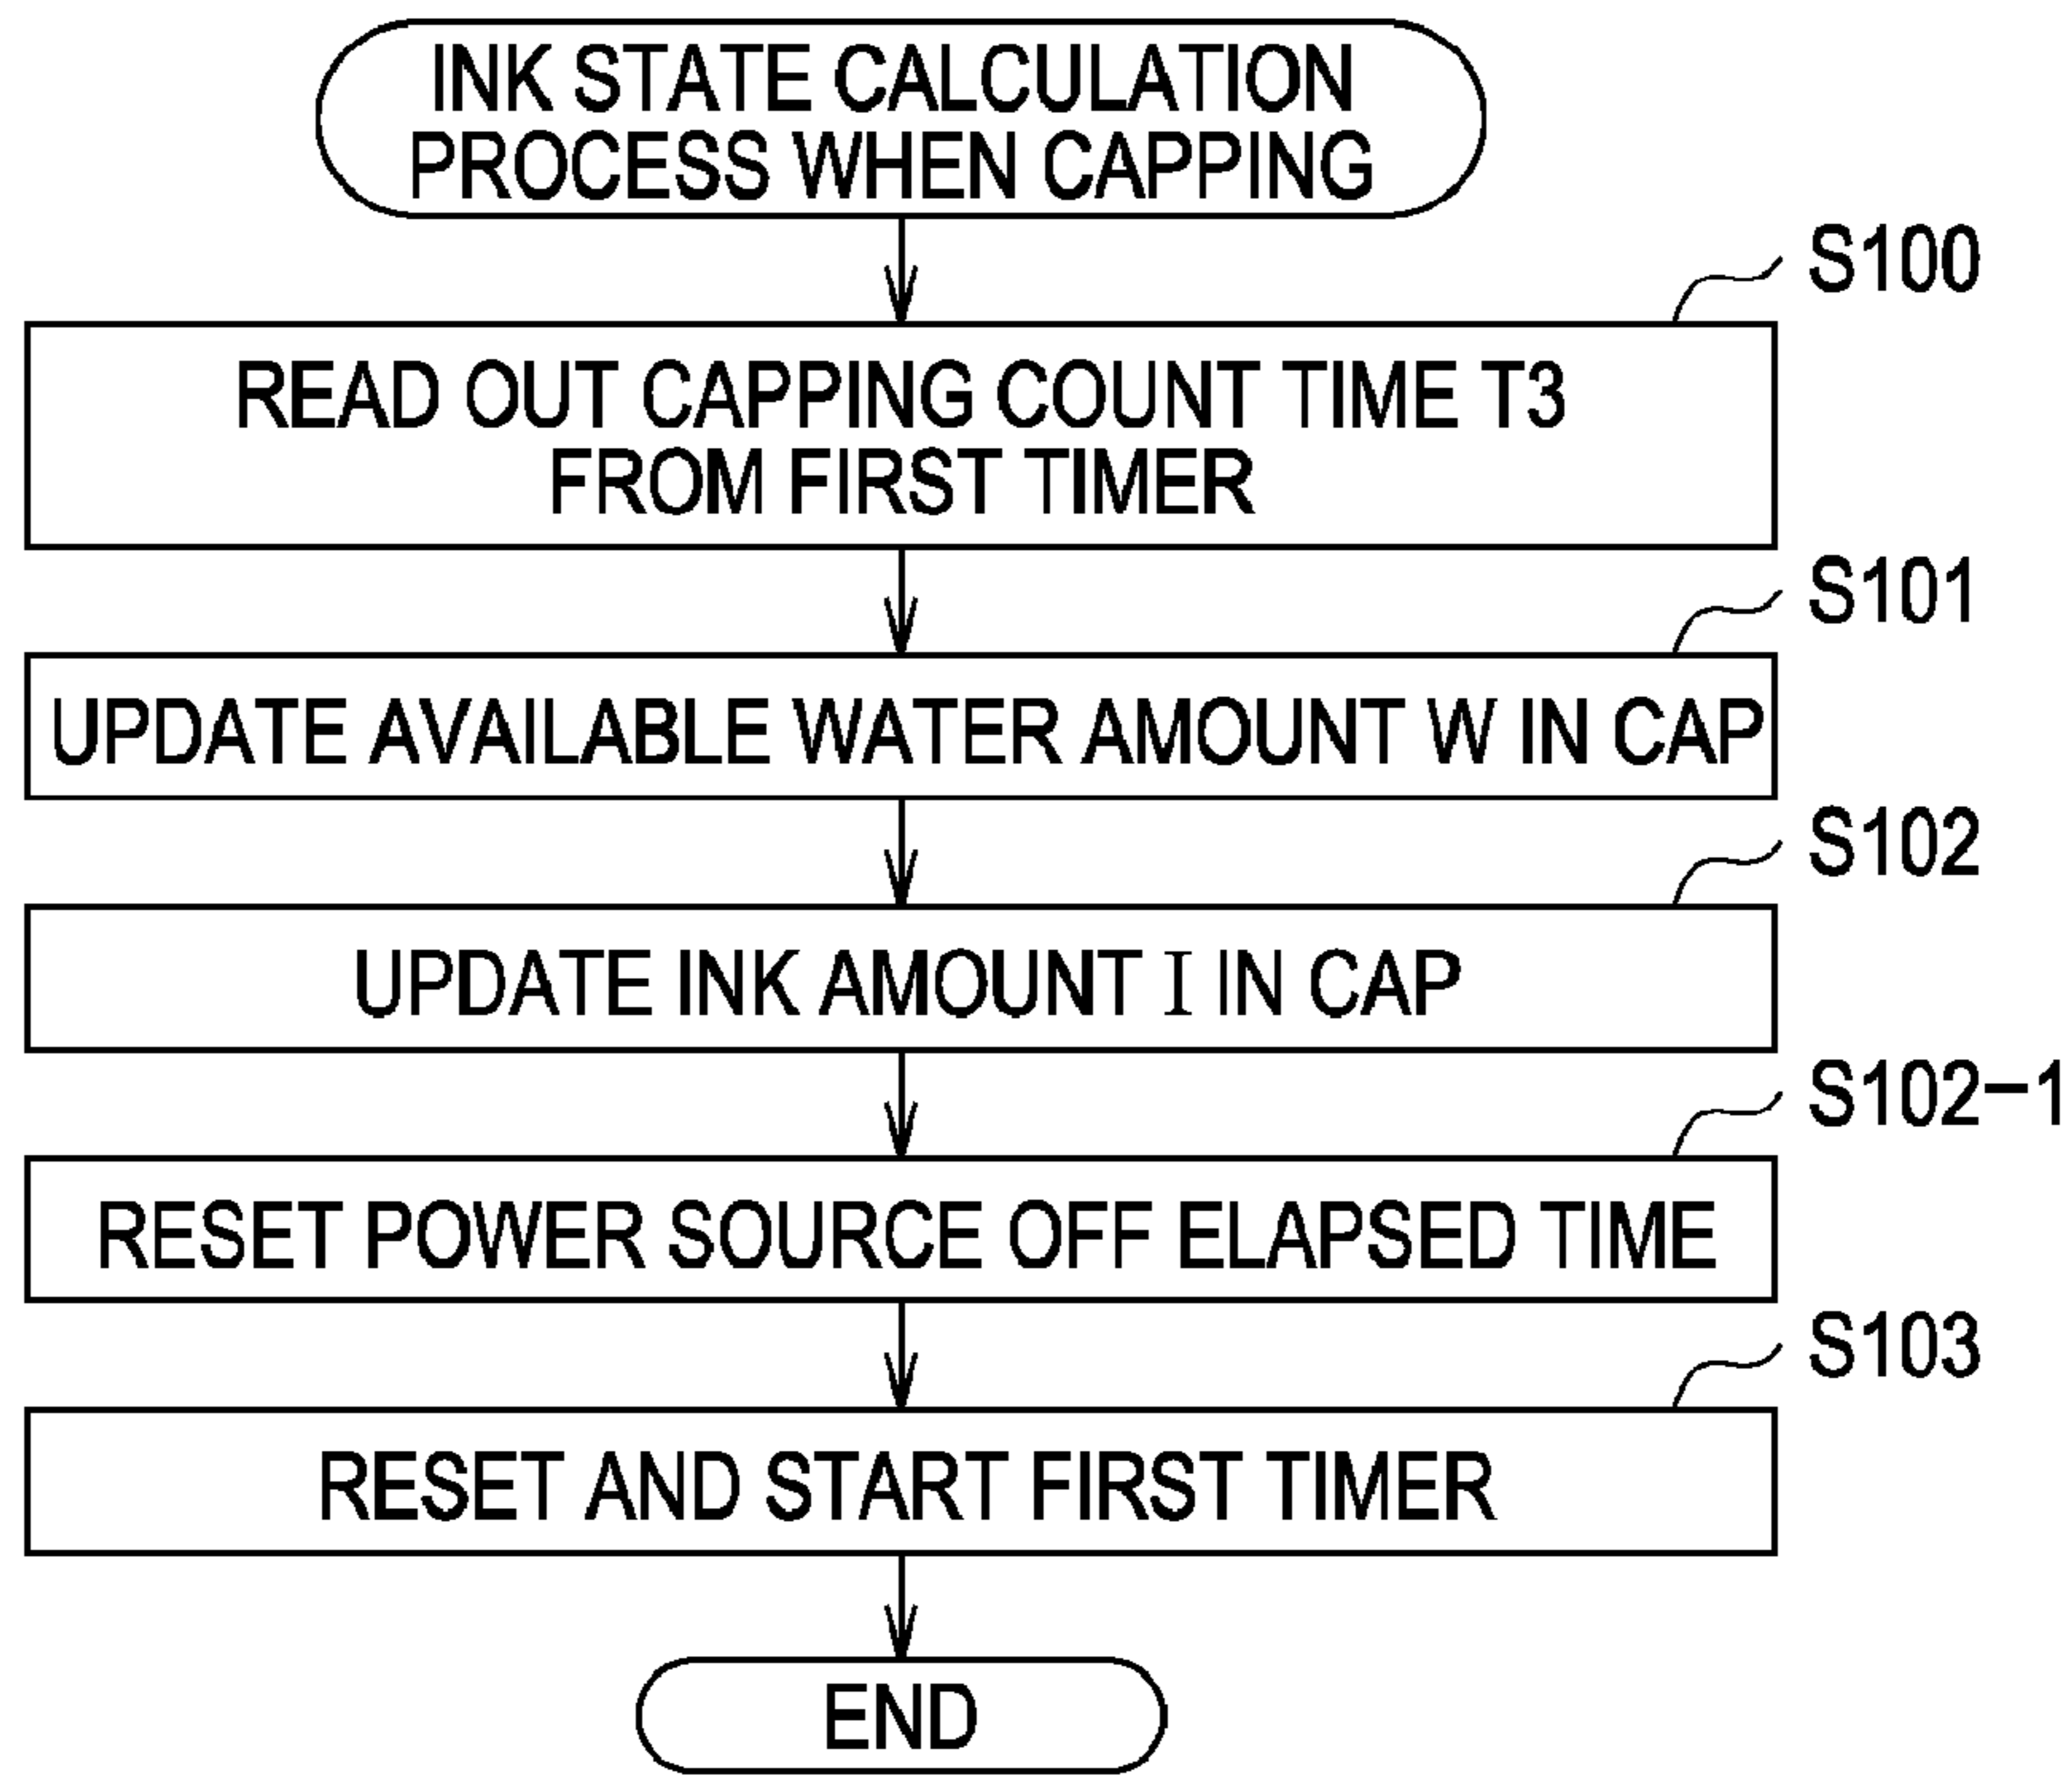 INK STATE CALCULATION
PROCESS WHEN CAPPING
S100
READ OUT CAPPING COUNT TIME T3
FROM FIRST TIMER
S101
UPDATE AVAILABLE WATER AMOUNT W IN CAP
S102
UPDATE INK AMOUNT I IN CAP
S102-1
RESET POWER SOURCE OFF ELAPSED TIME
S103
RESET AND START FIRST TIMER
END